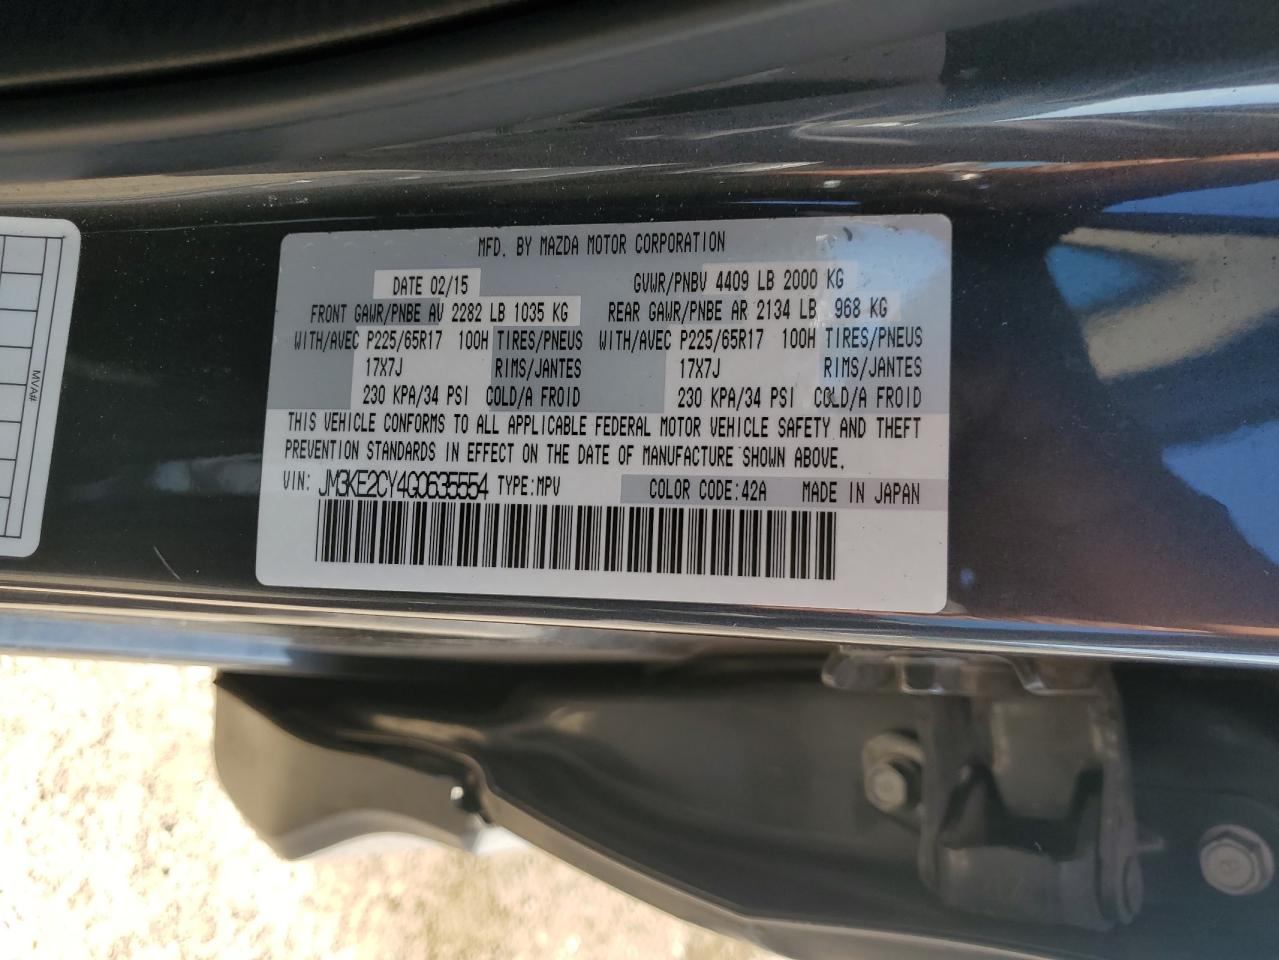 MFD. BY MAZDA MOTOR CORPORATION
DATE 02/15 GVWR/PNBV 4409 LB 2000 KG
FRONT GAWR/PNBE AV 2282 LB 1035 KG REAR GAWR/PNBE AR 2134 LB 968 KG
WITH/AVEC P225/65R17 100H TIRES/PNEUS WITH/AVEC P225/65R17 100H TIRES/PNEUS
17X7J RIMS/JANTES 17X7J RIMS/JANTES
230 KPA/34 PSI COLD/A FROID 230 KPA/34 PSI COLD/A FROID
THIS VEHICLE CONFORMS TO ALL APPLICABLE FEDERAL MOTOR VEHICLE SAFETY AND THEFT
PREVENTION STANDARDS IN EFFECT ON THE DATE OF MANUFACTURE SHOWN ABOVE.
VIN: JM3KE2CY4G0635554 TYPE:MPV COLOR CODE:42A MADE IN JAPAN
MVA#